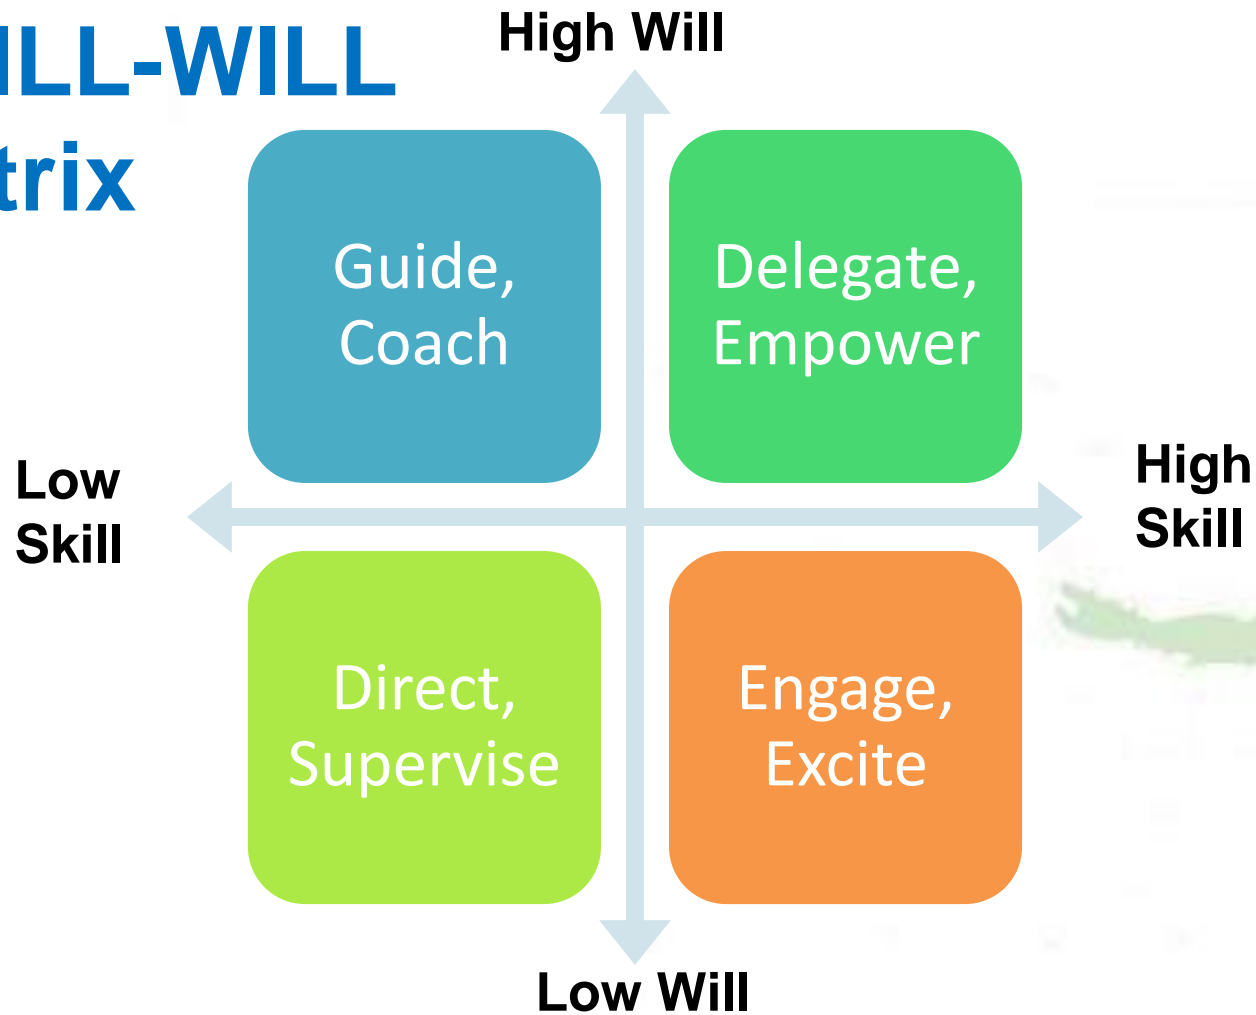 ILL-WILL
trix
High Will
Guide,
Coach
Delegate,
Empower
Low
Skill
High
Skill
Direct,
Supervise
Engage,
Excite
Low Will